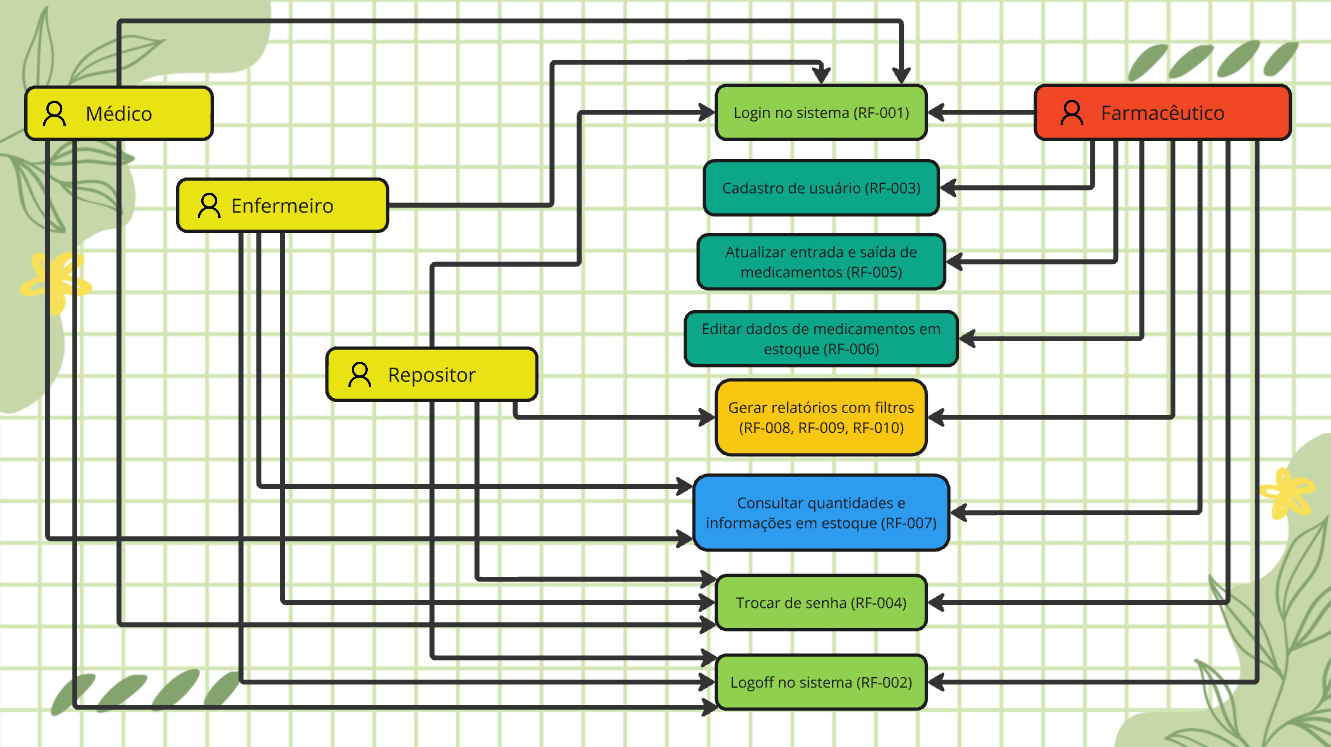 Médico
Login no sistema (RF-001)
Farmacêutico
Enfermeiro
Cadastro de usuário (RF-003)
Atualizar entrada e saída de
medicamentos (RF-005)
Editar dados de medicamentos em
estoque (RF-006)
Repositor
Gerar relatórios com filtros
(RF-008, RF-009, RF-010)
Consultar quantidades e
informações em estoque (RF-007)
Trocar de senha (RF-004)
Logoff no sistema (RF-002)